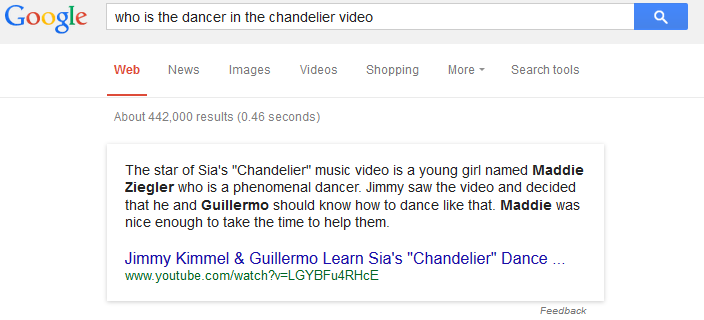 Google who is the dancer in the chandelier video
Web News Images Videos Shopping More Search tools
About 442,000 results (0.46 seconds)
The star of Sia's "Chandelier" music video is a young girl named Maddie
Ziegler who is a phenomenal dancer. Jimmy saw the video and decided
that he and Guillermo should know how to dance like that. Maddie was
nice enough to take the time to help them.
Jimmy Kimmel & Guillermo Learn Sia's "Chandelier" Dance ...
www.youtube.com/watch?v=LGYBFu4RHcE
Feedback